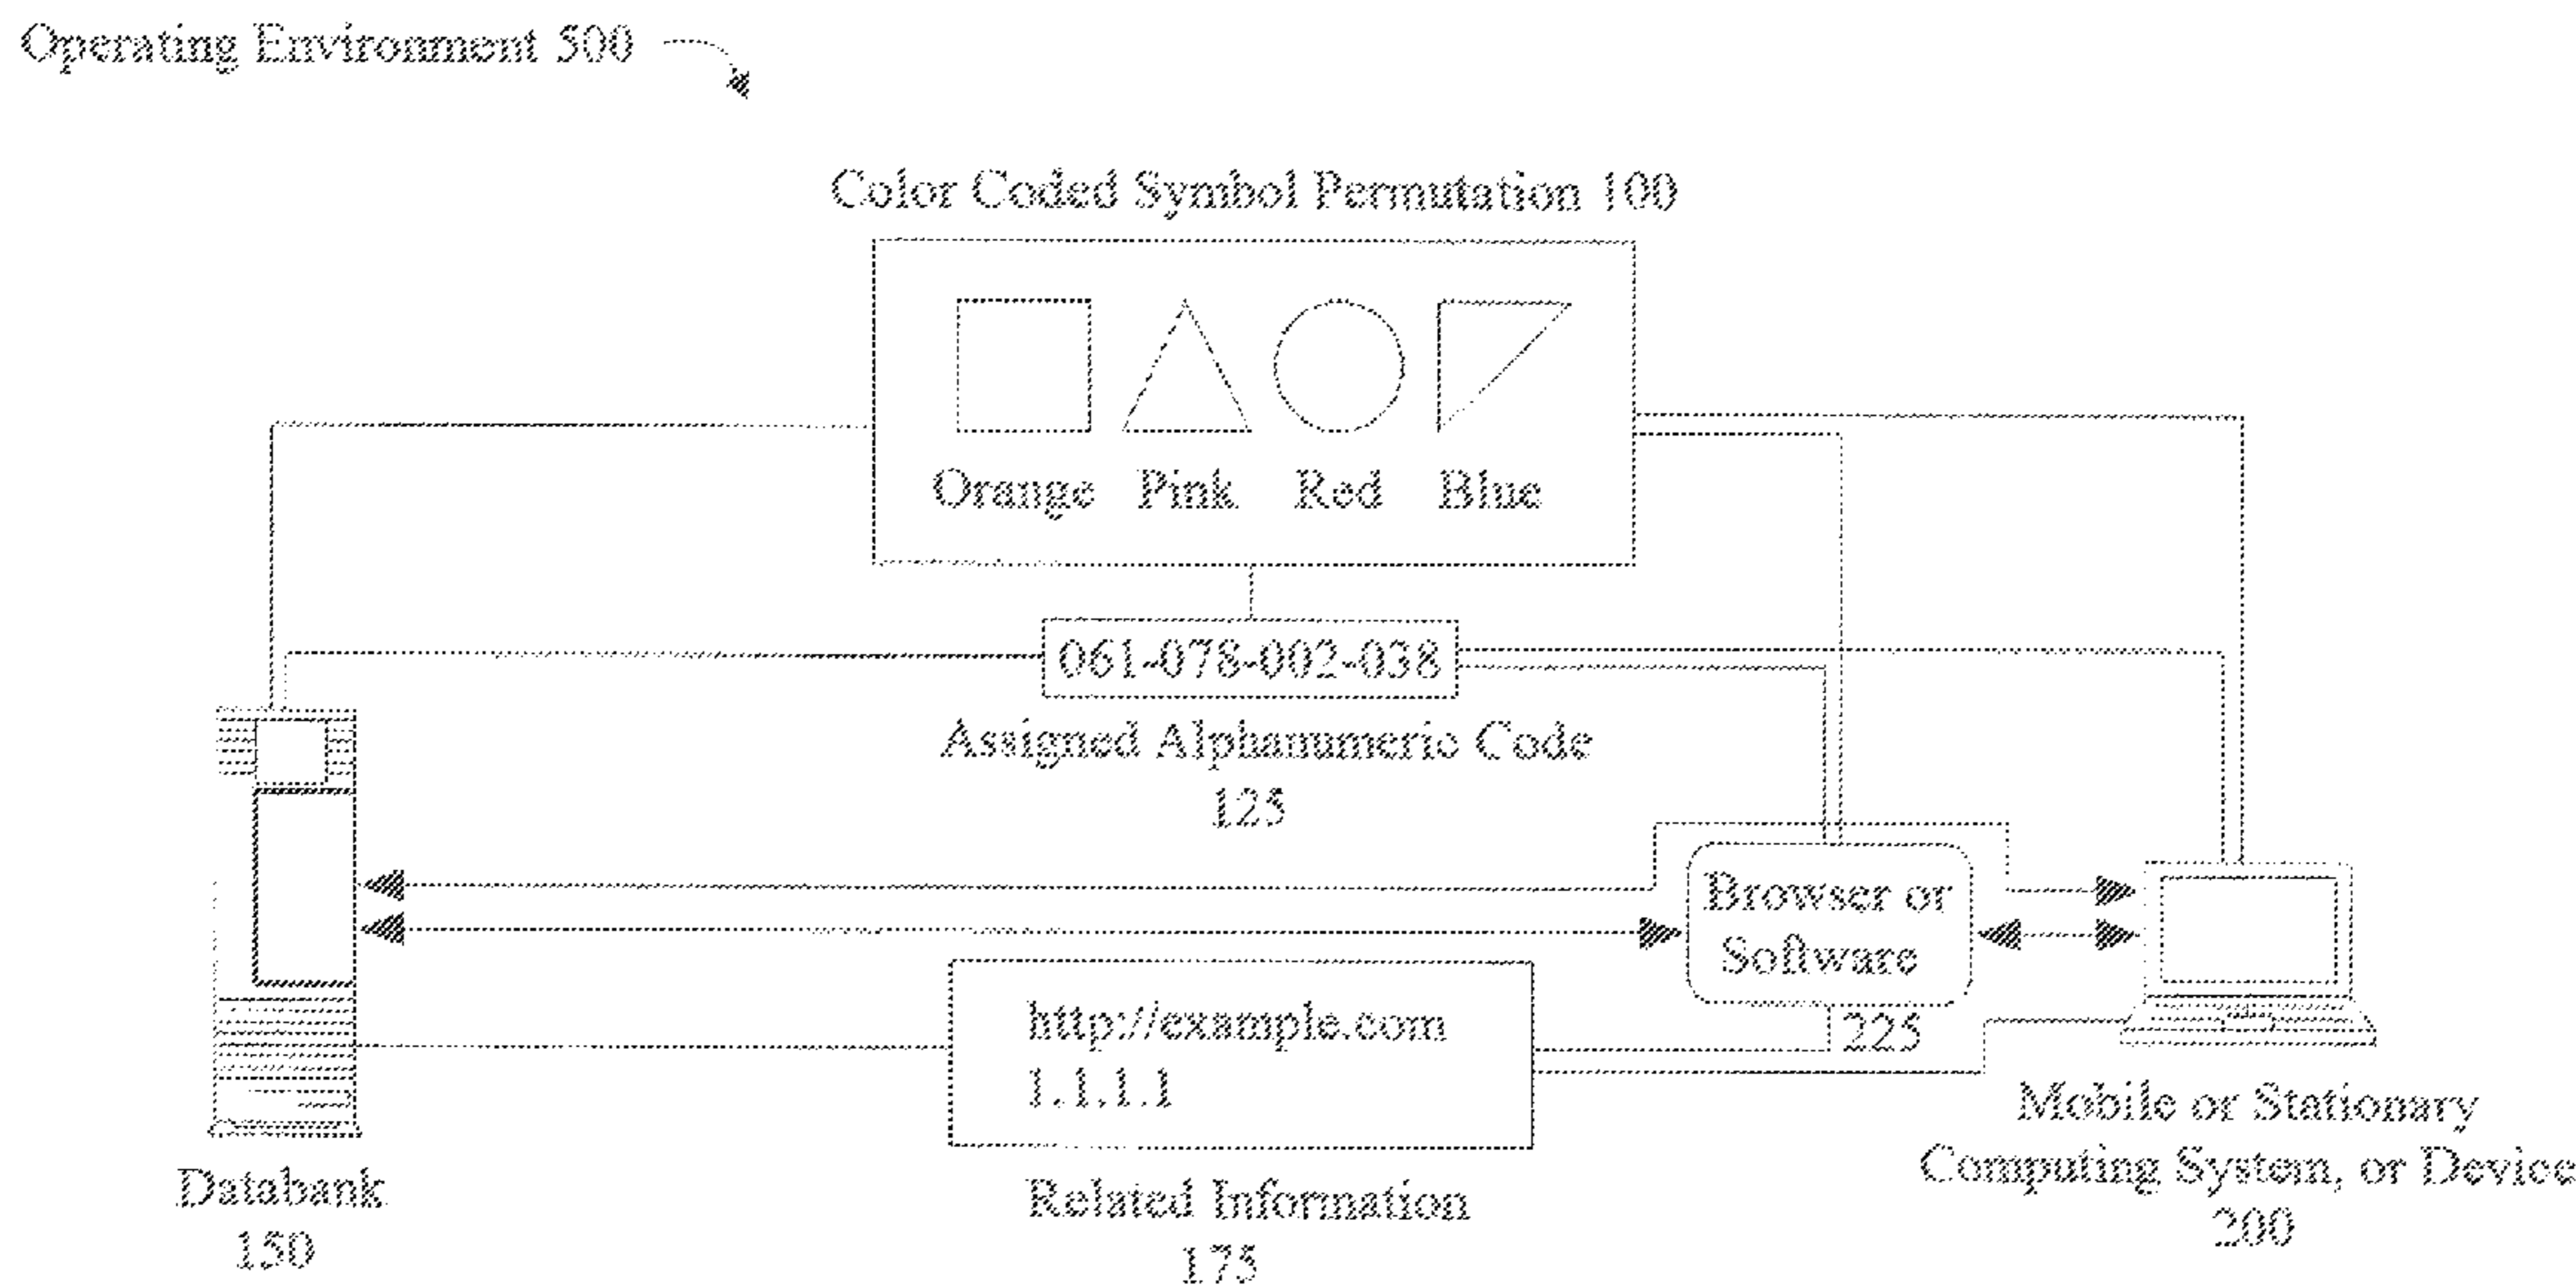 Operating Environment 500
Color Coded Symbol Permutation 100
Orange Pink Red Blue
061-078-002-038
Assigned Alphanumeric Code
125
Browser or
Software
225
http://example.com
1.1.1.1
Related Information
175
Databank
150
Mobile or Stationary
Computing System, or Device
200